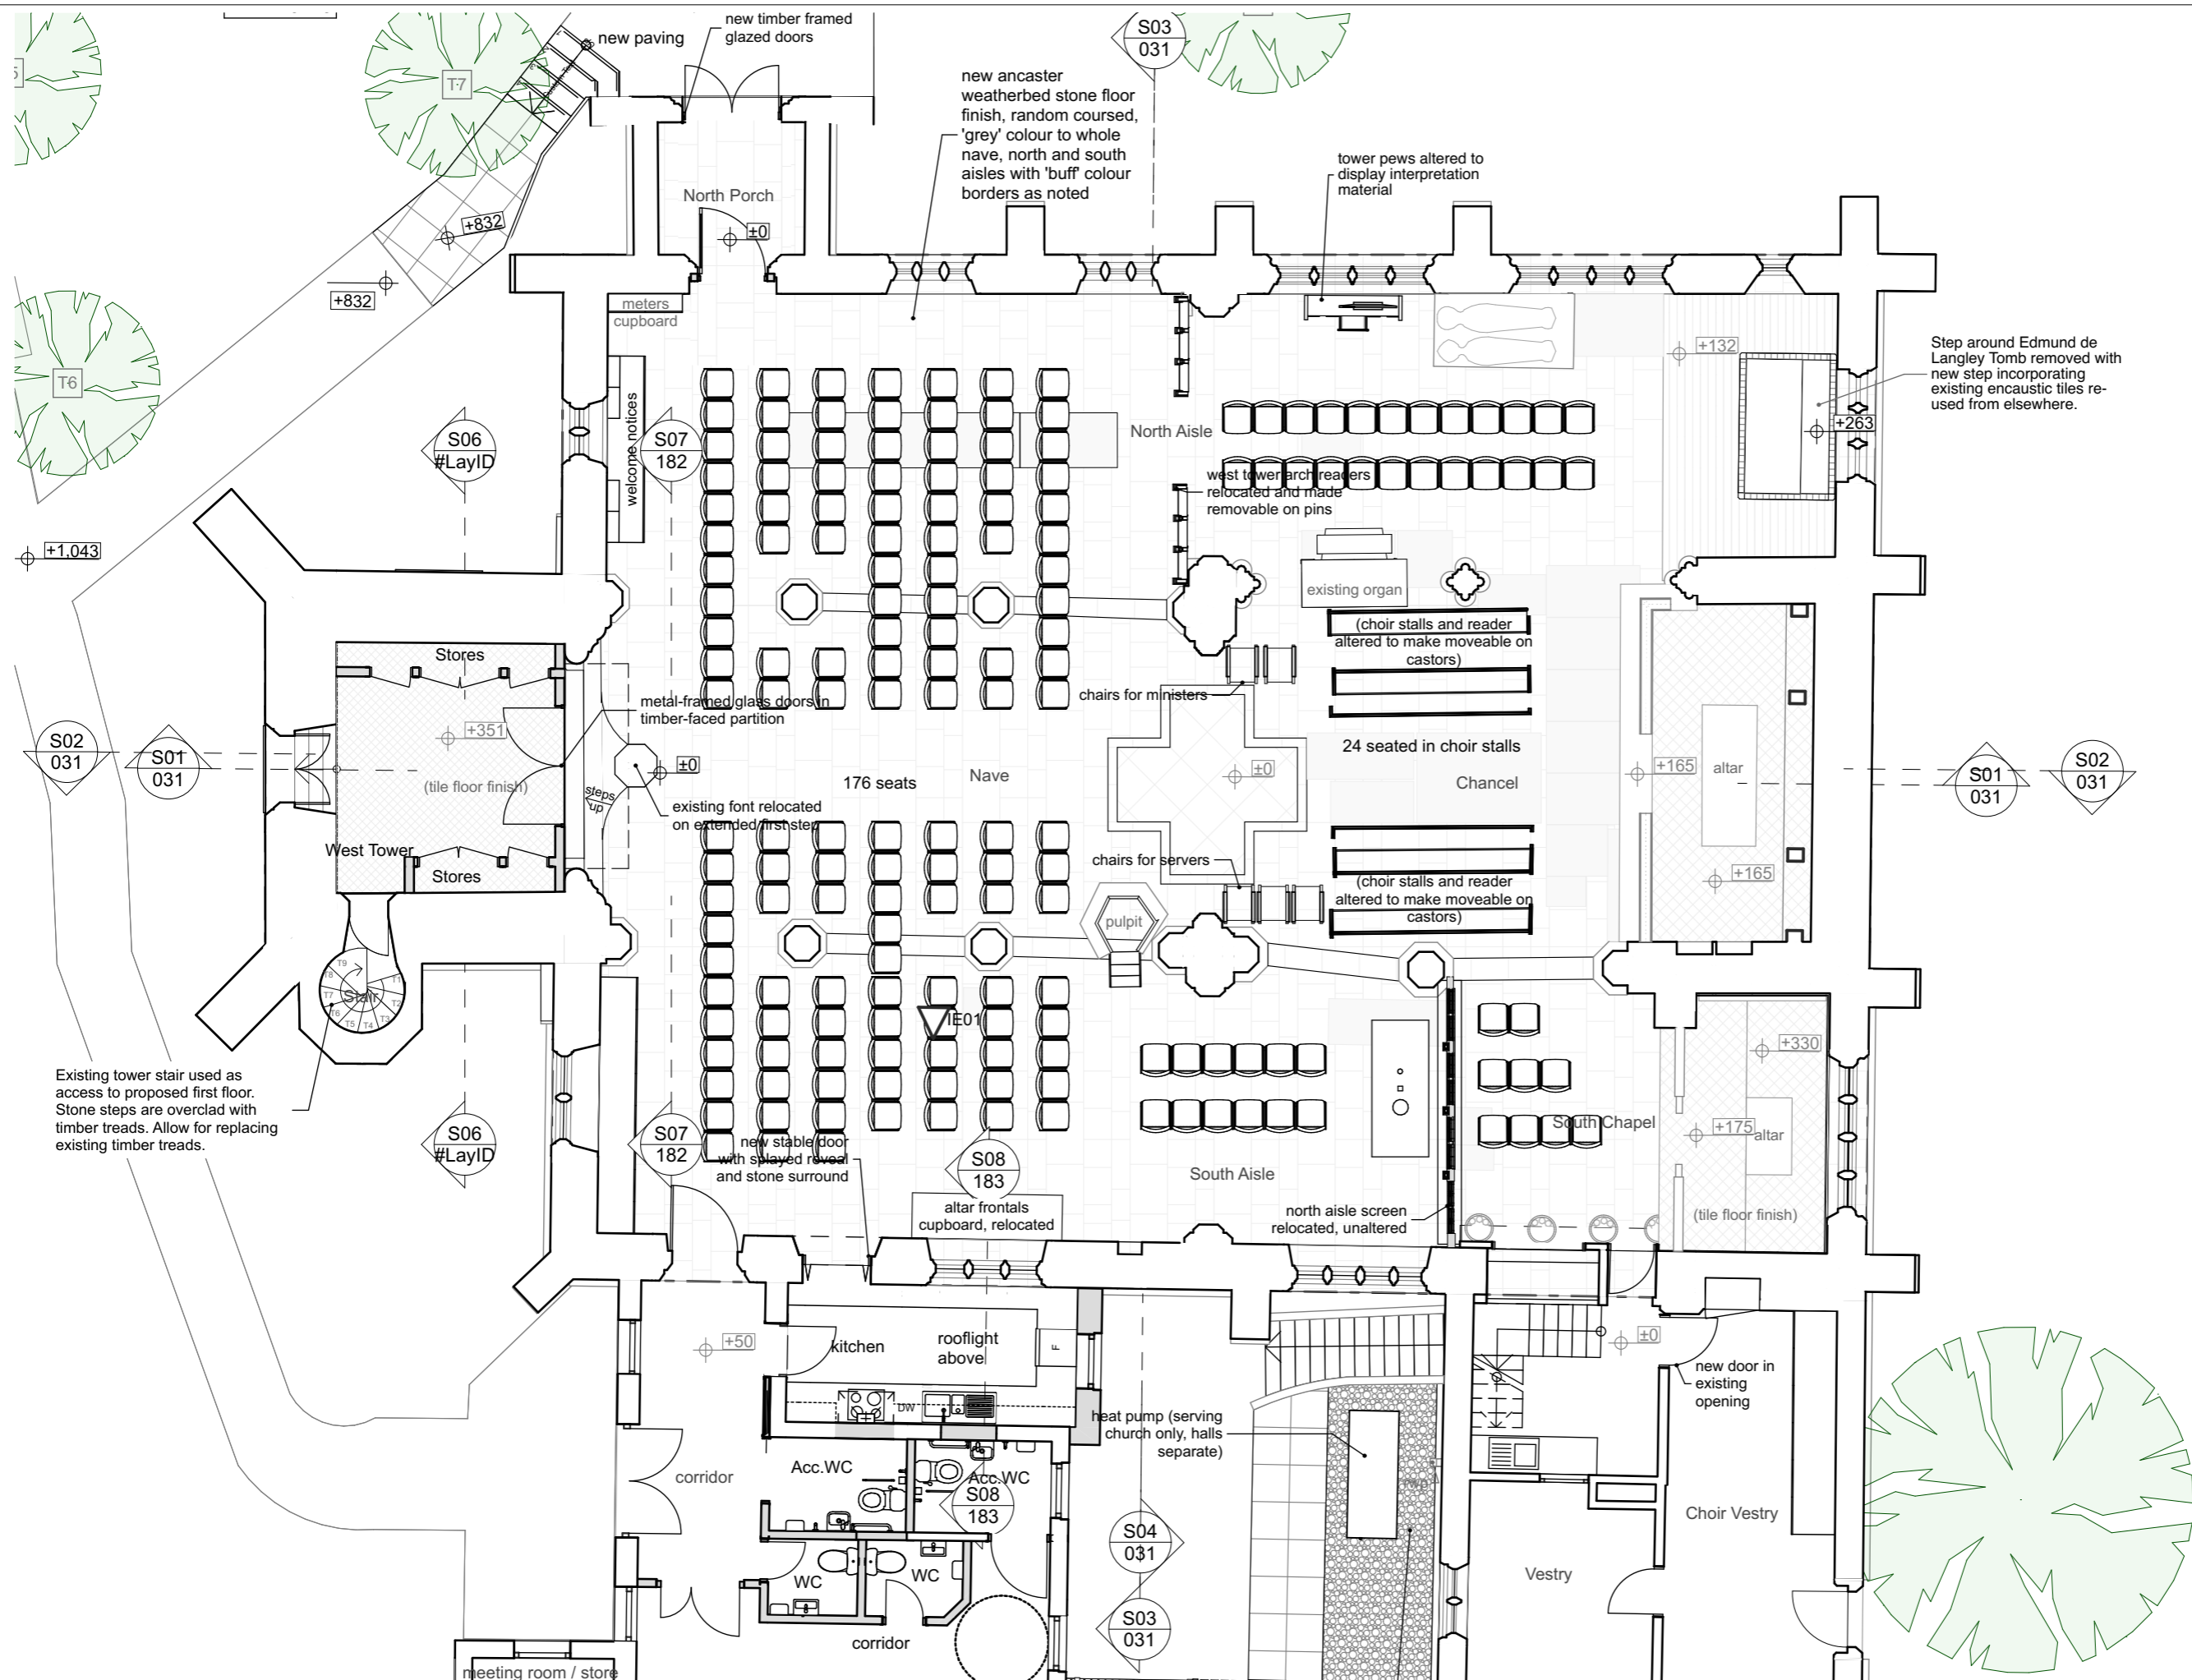 new timber framed
glazed doors
new paving
S03
031
T7
new ancaster
weatherbed stone floor
finish, random coursed,
'grey' colour to whole
nave, north and south
aisles with 'buff' colour
borders as noted
tower pews altered to
display interpretation
material
North Porch
±0
+832
+832
meters
cupboard
+132
Step around Edmund de
Langley Tomb removed with
new step incorporating
existing encaustic tiles re-
used from elsewhere.
T6
welcome notices
S06
#LayID
S07
182
North Aisle
+263
west tower arch readers
relocated and made
removable on pins
+1,043
existing organ
(choir stalls and reader
altered to make moveable on
castors)
Stores
chairs for ministers
metal-framed glass doors in
timber-faced partition
+351
S02
031
S01
031
(tile floor finish)
±0
steps
up
176 seats
Nave
±0
24 seated in choir stalls
Chancel
+165
altar
S01
031
S02
031
existing font relocated
on extended first step
West Tower
Stores
chairs for servers
(choir stalls and reader
altered to make moveable on
castors)
+165
pulpit
Stair
T9
T8
T7
T6
T5
T4
T3
T2
T1
IE01
+330
Existing tower stair used as
access to proposed first floor.
Stone steps are overclad with
timber treads. Allow for replacing
existing timber treads.
S06
#LayID
S07
182
new stable door
with splayed reveal
and stone surround
S08
183
South Chapel
+175
altar
South Aisle
altar frontals
cupboard, relocated
north aisle screen
relocated, unaltered
(tile floor finish)
+50
kitchen
rooflight
above
F
±0
new door in
existing
opening
DW
heat pump (serving
church only, halls
separate)
corridor
Acc.WC
Acc.WC
S08
183
S04
031
Choir Vestry
WC
WC
Vestry
S03
031
corridor
meeting room / store